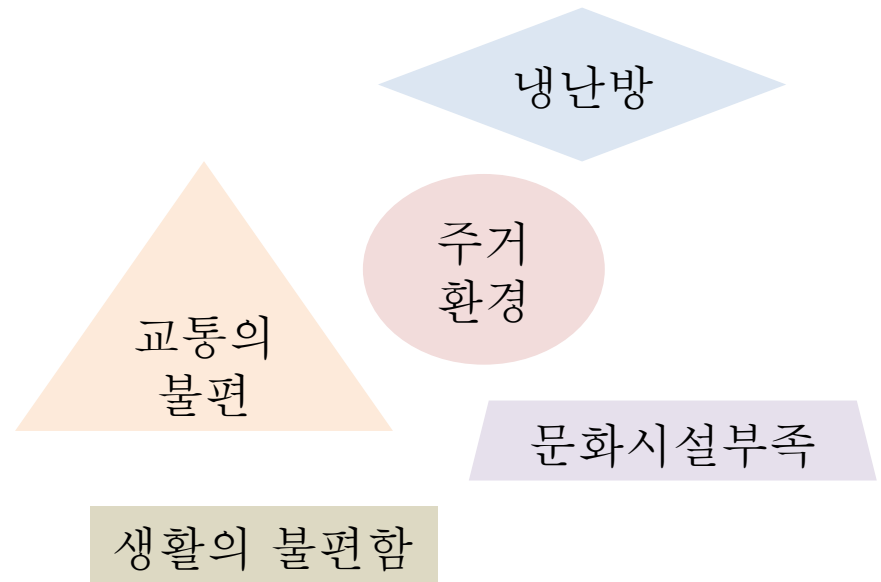 냉난방
주거
환경
교통의
불편
문화시설부족
생활의 불편함